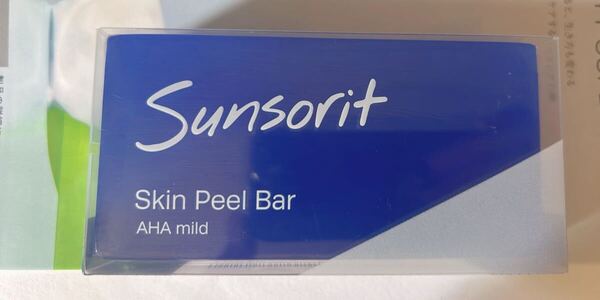 Sunsorit
Skin Peel Bar
AHA mild